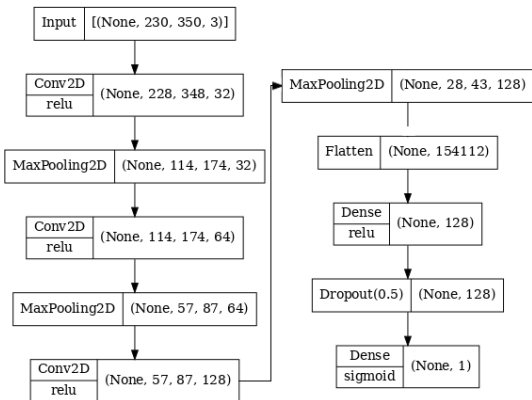 Input [(None, 230, 350, 3)]
Conv2D
relu
(None, 228, 348, 32)
MaxPooling2D (None, 114, 174, 32)
Conv2D
relu
(None, 114, 174, 64)
MaxPooling2D (None, 57, 87, 64)
Conv2D
relu
(None, 57, 87, 128)
MaxPooling2D (None, 28, 43, 128)
Flatten (None, 154112)
Dense
relu
(None, 128)
Dropout(0.5) (None, 128)
Dense
sigmoid
(None, 1)